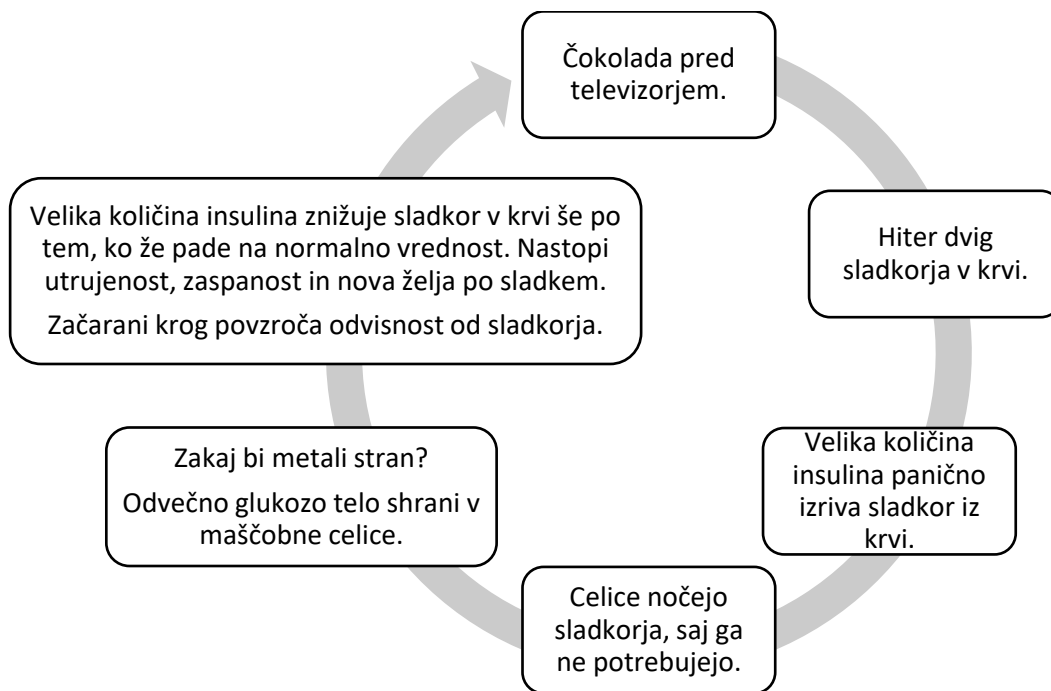 Čokolada pred
televizorjem.
Hiter dvig
sladkorja v krvi.
Velika količina
insulina panično
izriva sladkor iz
krvi.
Celice nočejo
sladkorja, saj ga
ne potrebujejo.
Zakaj bi metali stran?
Odvečno glukozo telo shrani v
maščobne celice.
Velika količina insulina znižuje sladkor v krvi še po
tem, ko že pade na normalno vrednost. Nastopi
utrujenost, zaspanost in nova želja po sladkem.
Začarani krog povzroča odvisnost od sladkorja.